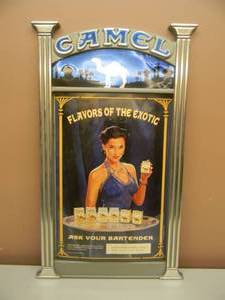 CAMEL
FLAVORS OF THE EXOTIC
ASK YOUR BARTENDER